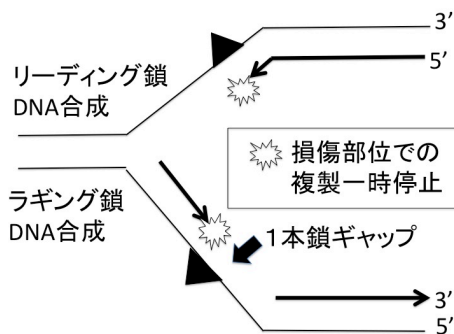 3’
5’
リーディング鎖
DNA合成
損傷部位での
複製一時停止
ラギング鎖
DNA合成
1本鎖ギャップ
3’
5’